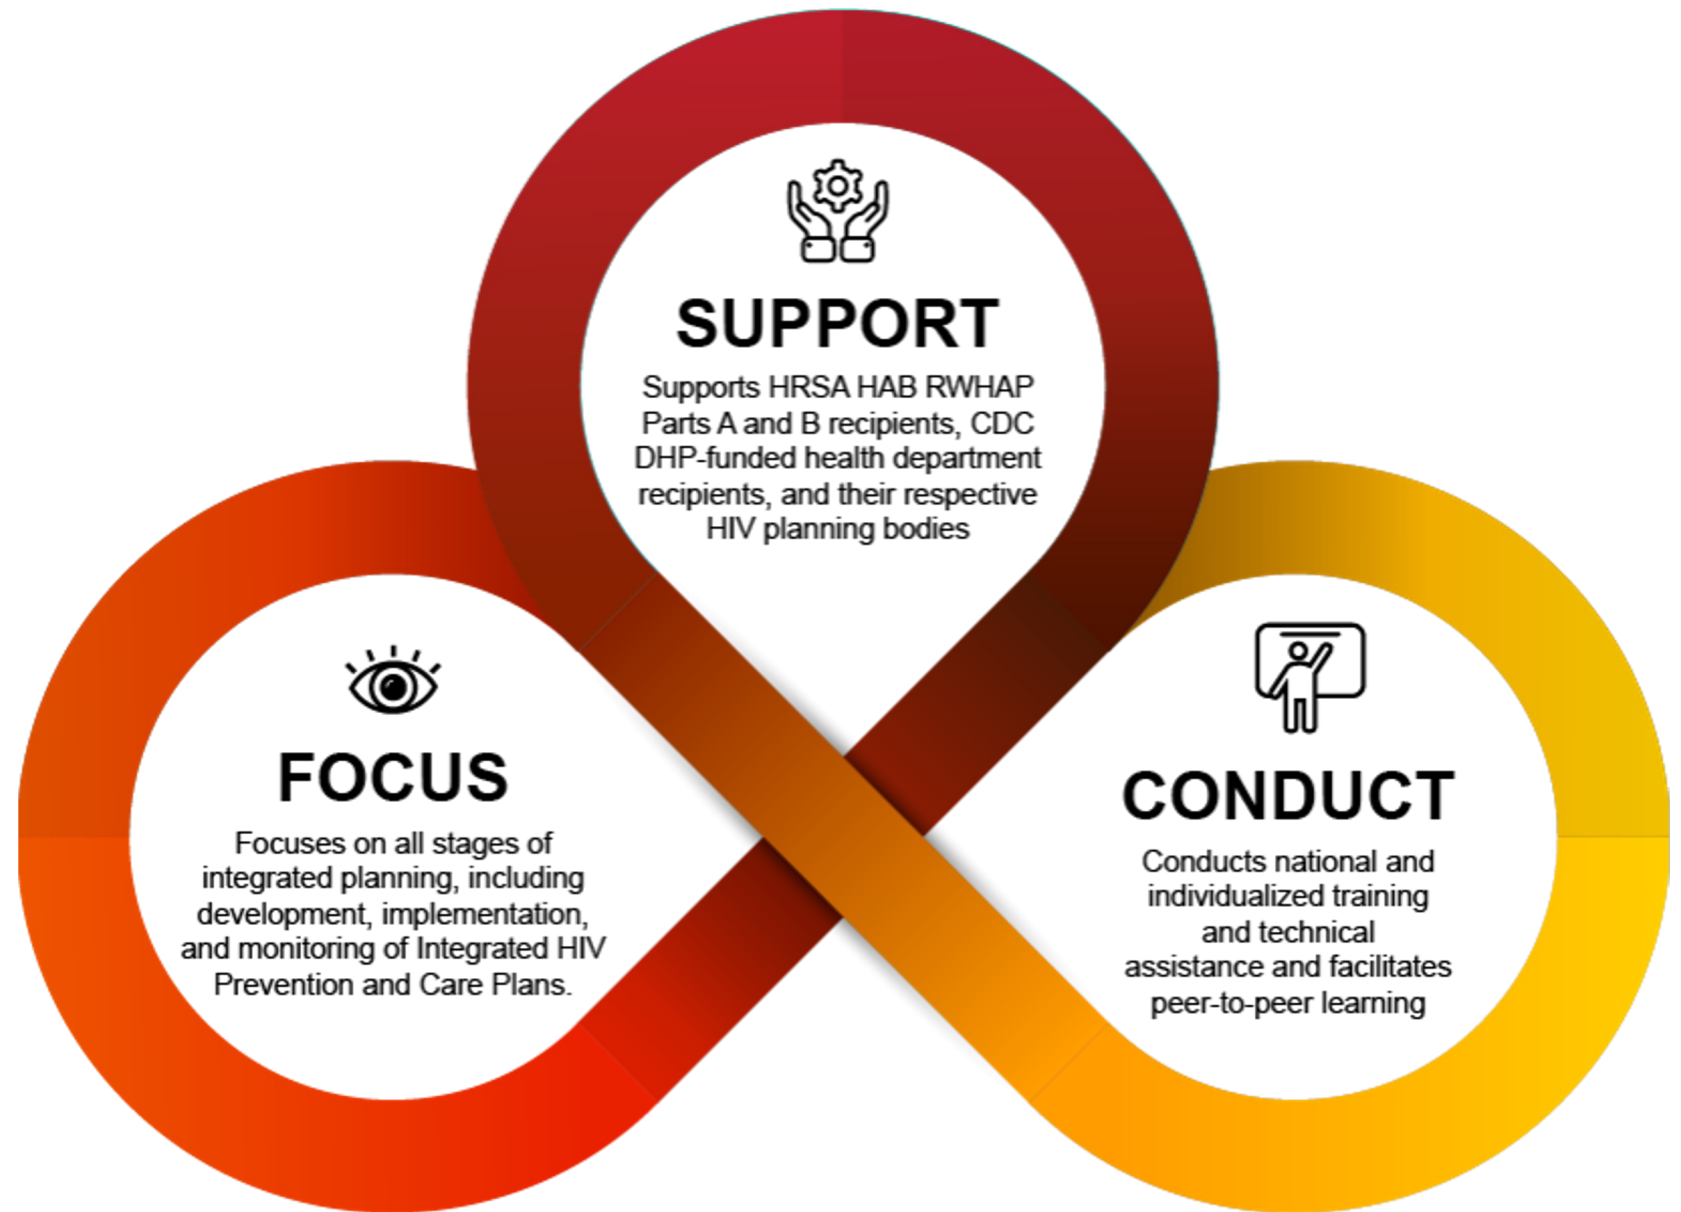 SUPPORT
Supports HRSA HAB RWHAP
Parts A and B recipients, CDC
DHP-funded health department
recipients, and their respective
HIV planning bodies
FOCUS
Focuses on all stages of
integrated planning, including
development, implementation,
and monitoring of Integrated HIV
Prevention and Care Plans.
CONDUCT
Conducts national and
individualized training
and technical
assistance and facilitates
peer-to-peer learning